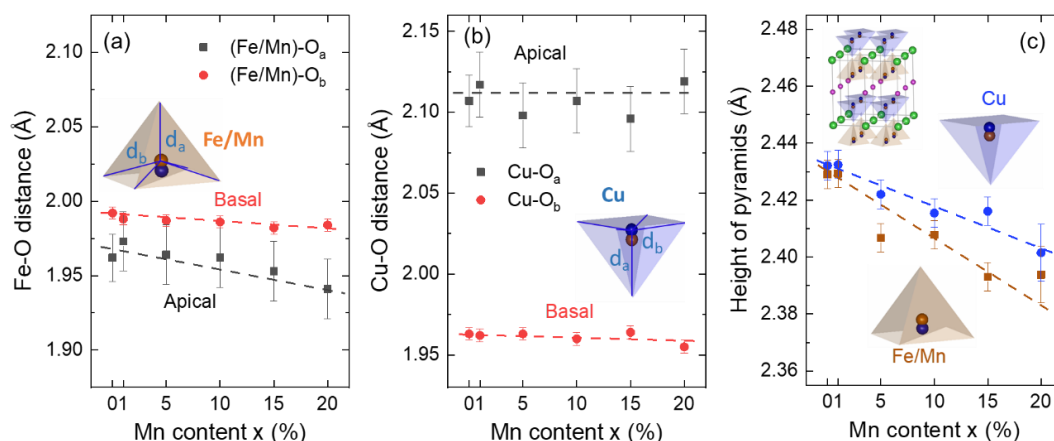 (a)
(Fe/Mn)-Oa
(Fe/Mn)-Ob
Fe/Mn
da
db
Basal
Apical
2.10
2.05
2.00
1.95
1.90
Fe-O distance (Å)
01 5 10 15 20
Mn content x (%)
(b)
Apical
Cu-Oa
Cu-Ob
Cu
db
da
Basal
2.15
2.10
2.05
2.00
1.95
Cu-O distance (Å)
01 5 10 15 20
Mn content x (%)
(c)
Cu
Fe/Mn
2.48
2.46
2.44
2.42
2.40
2.38
2.36
Height of pyramids (Å)
01 5 10 15 20
Mn content x (%)